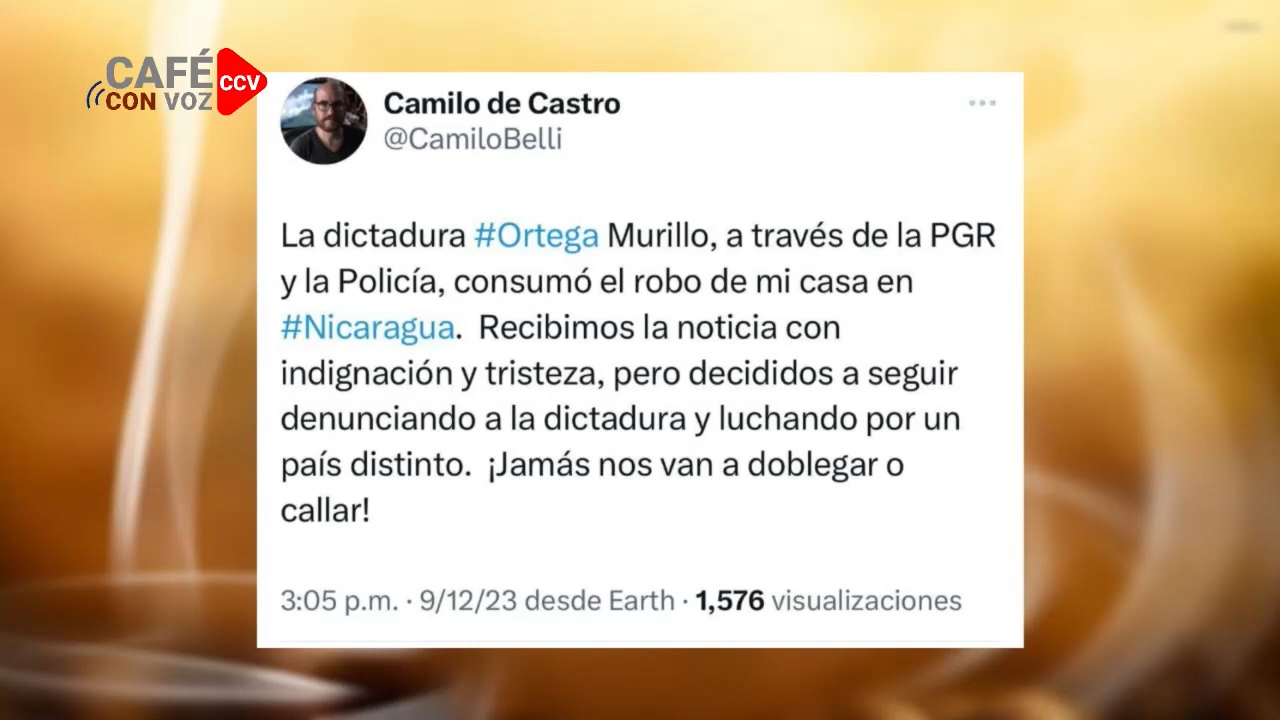 CAFÉ
CON VOZ
CCV
Camilo de Castro
@CamiloBelli
La dictadura #Ortega Murillo, a través de la PGR
y la Policía, consumó el robo de mi casa en
#Nicaragua.  Recibimos la noticia con
indignación y tristeza, pero decididos a seguir
denunciando a la dictadura y luchando por un
país distinto.  ¡Jamás nos van a doblegar o
callar!
3:05 p.m. · 9/12/23 desde Earth · 1,576 visualizaciones